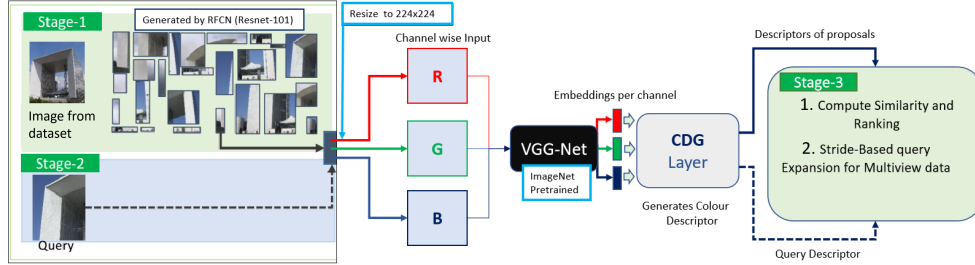 Stage-1
Generated by RFCN (Resnet-101)
Image from
dataset
Stage-2
Query
Resize to 224x224
Channel wise Input
R
G
B
VGG-Net
ImageNet
Pretrained
Embeddings per channel
CDG
Layer
Generates Colour
Descriptor
Descriptors of proposals
Stage-3
1. Compute Similarity and
Ranking
2. Stride-Based query
Expansion for Multiview data
Query Descriptor